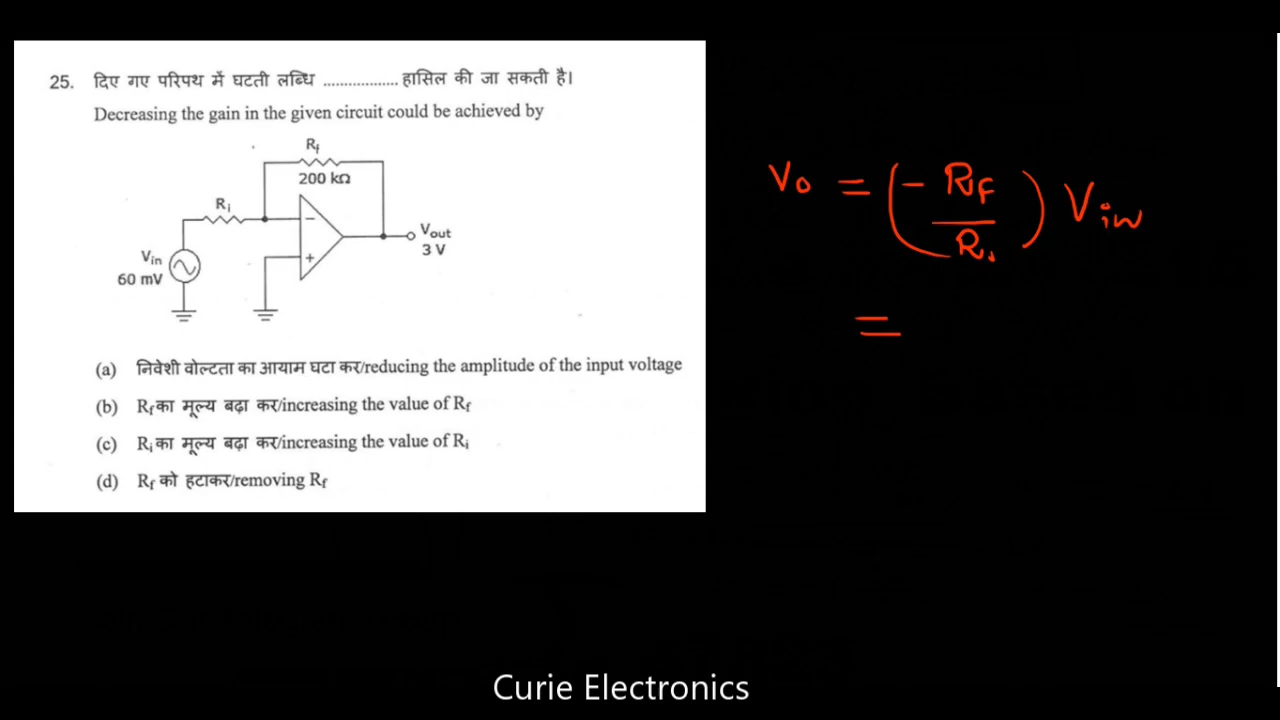 25. दिए गए परिपथ में घटती लब्धि .................. हासिल की जा सकती है।
Decreasing the gain in the given circuit could be achieved by
Rf
200 kΩ
Ri
−
+
Vout
3 V
Vin
60 mV
(a) निवेशी वोल्टता का आयाम घटा कर/reducing the amplitude of the input voltage
(b) Rf का मूल्य बढ़ा कर/increasing the value of Rf
(c) Ri का मूल्य बढ़ा कर/increasing the value of Ri
(d) Rf को हटाकर/removing Rf
Vo = (− Rf / Ri) Vin
=
Curie Electronics